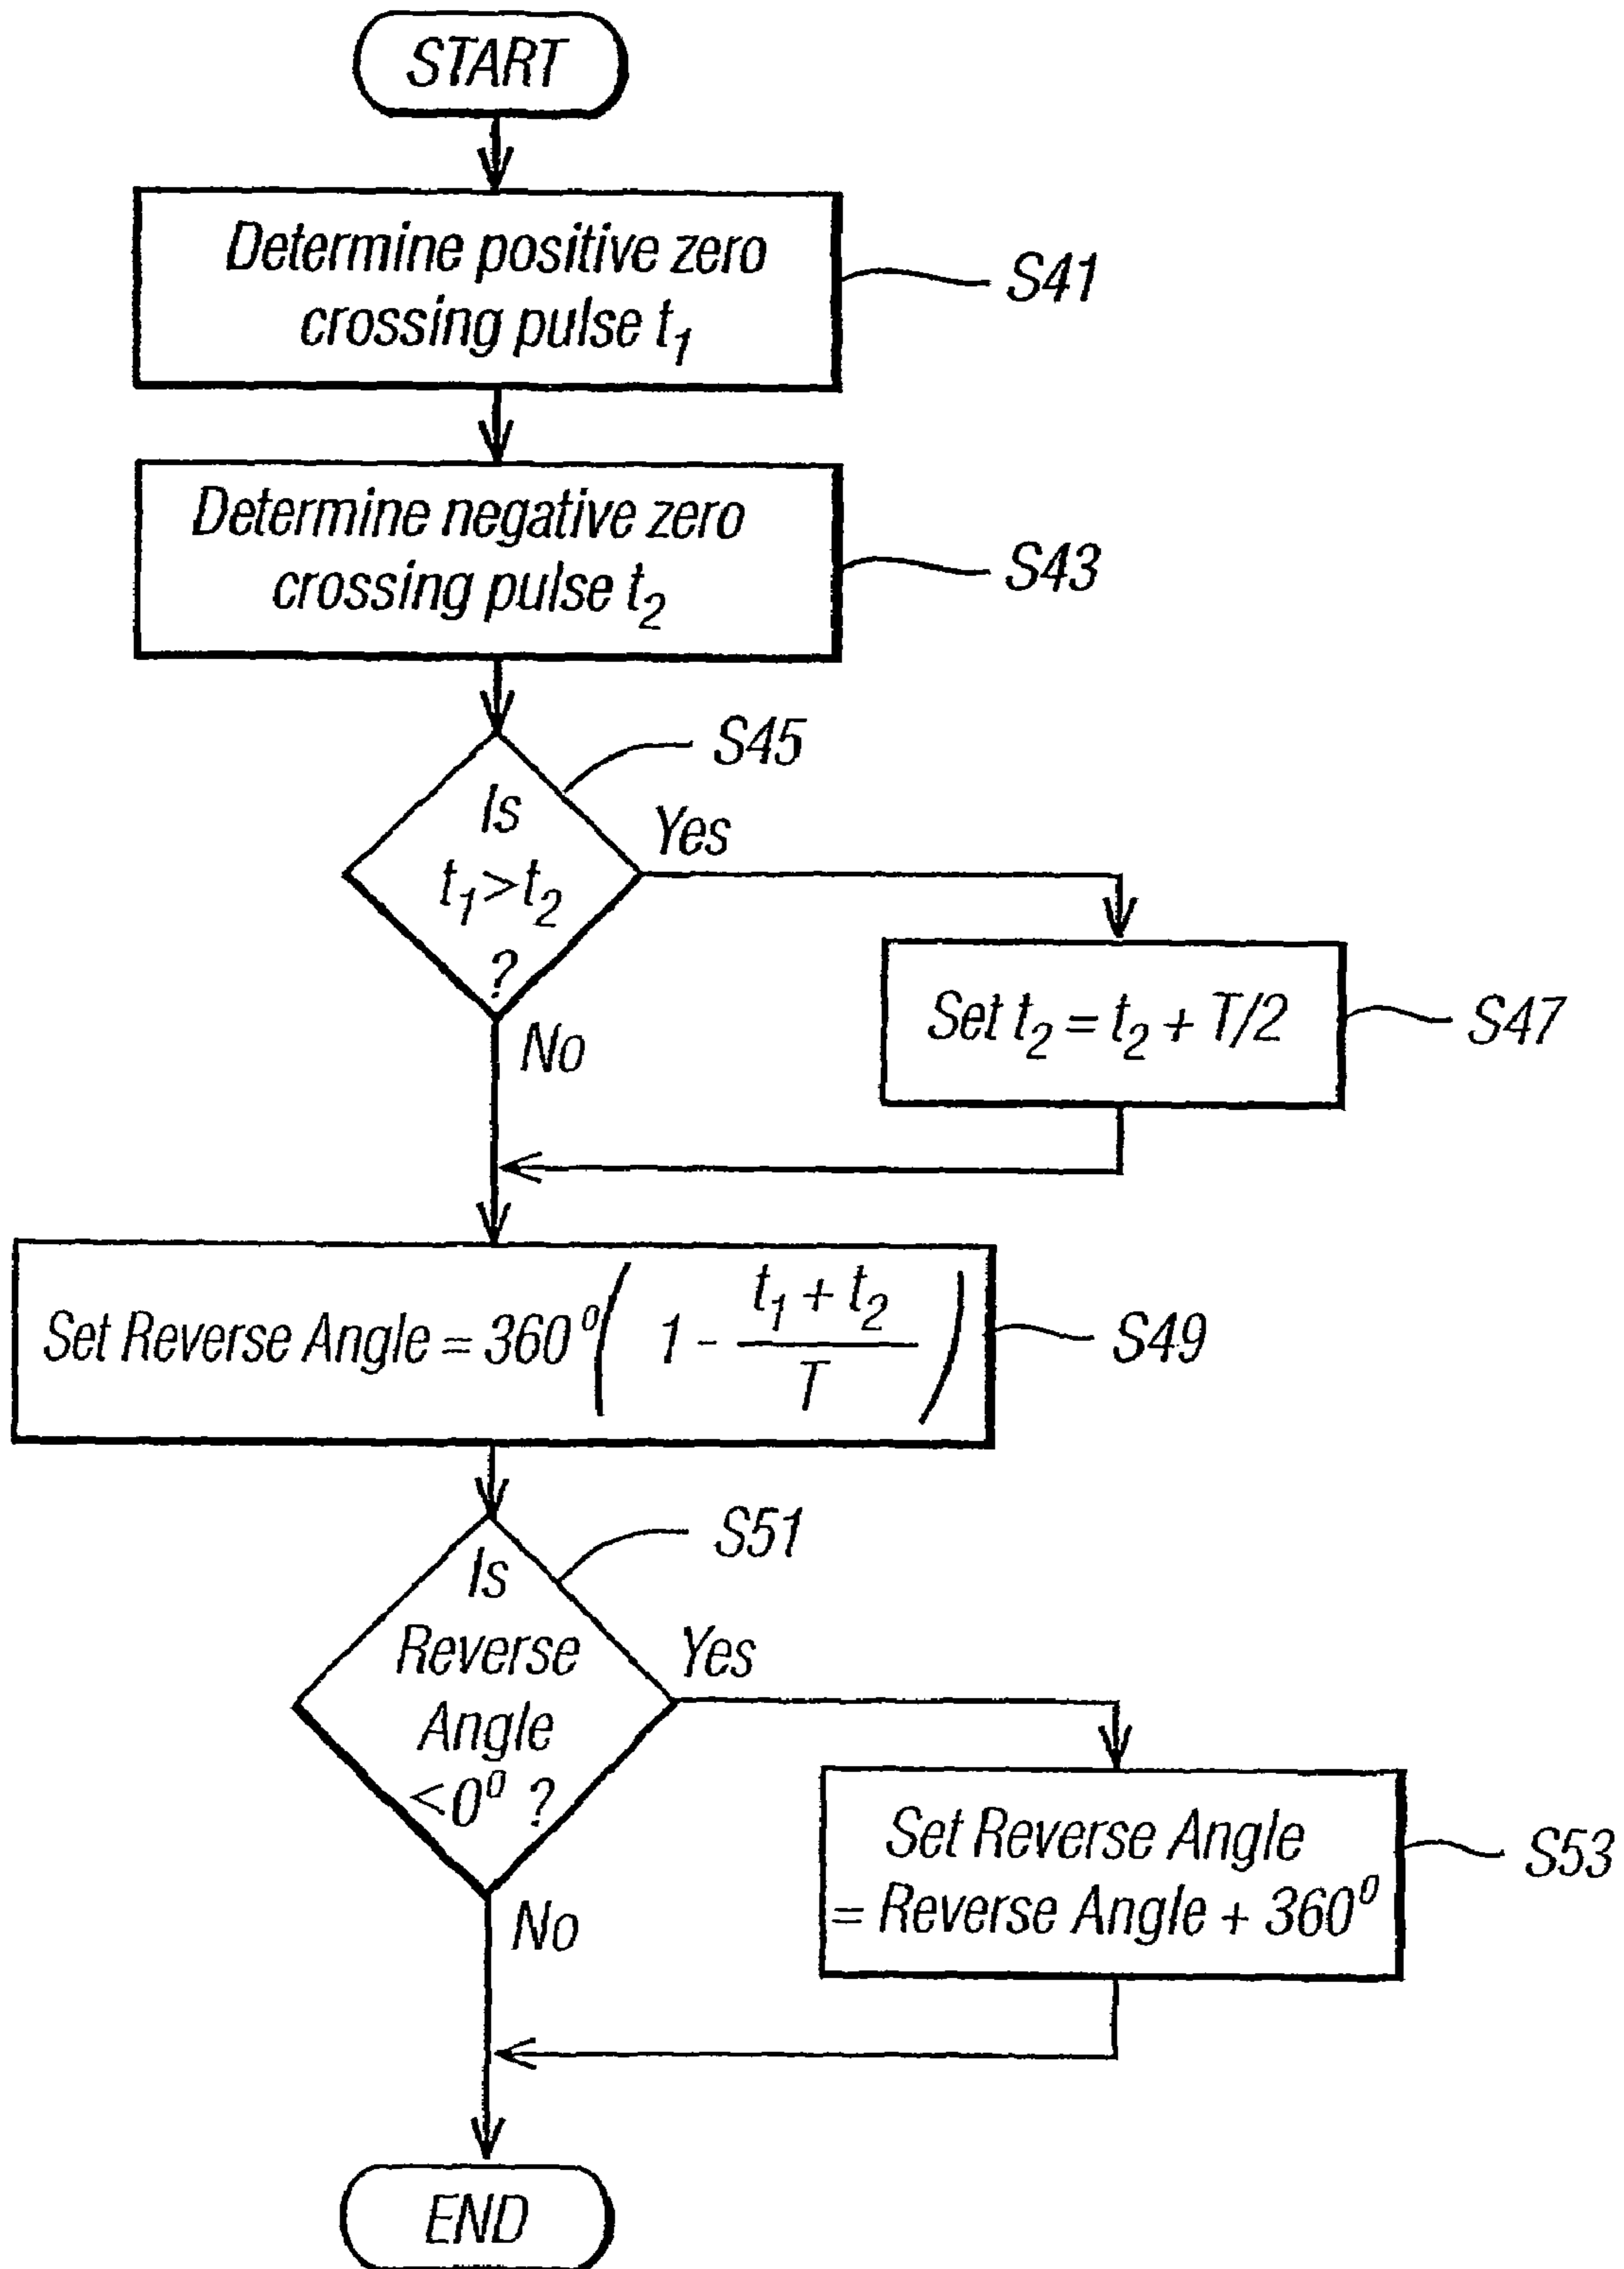 START
Determine positive zero
crossing pulse t₁
S41
Determine negative zero
crossing pulse t₂
S43
S45
Is
t₁>t₂
?
Yes
No
Set t₂ = t₂ + T/2
S47
Set Reverse Angle = 360⁰( 1 - (t₁ + t₂)/T )
S49
S51
Is
Reverse
Angle
<0⁰ ?
Yes
No
Set Reverse Angle
= Reverse Angle + 360⁰
S53
END